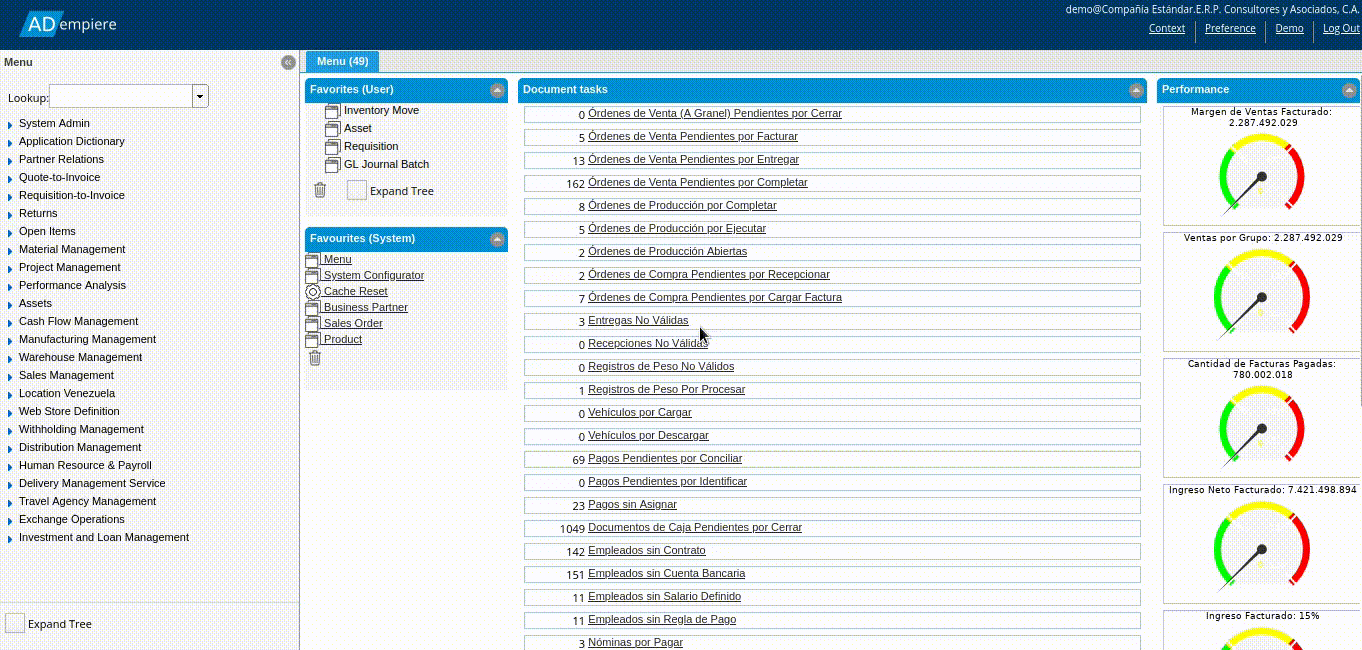 ADempiere
demo@Compañía Estándar.E.R.P. Consultores y Asociados, C.A.
Context
Preference
Demo
Log Out
Menu
Lookup:
System Admin
Application Dictionary
Partner Relations
Quote-to-Invoice
Requisition-to-Invoice
Returns
Open Items
Material Management
Project Management
Performance Analysis
Assets
Cash Flow Management
Manufacturing Management
Warehouse Management
Sales Management
Location Venezuela
Web Store Definition
Withholding Management
Distribution Management
Human Resource & Payroll
Delivery Management Service
Travel Agency Management
Exchange Operations
Investment and Loan Management
Expand Tree
Menu (49)
Favorites (User)
Inventory Move
Asset
Requisition
GL Journal Batch
Expand Tree
Favourites (System)
Menu
System Configurator
Cache Reset
Business Partner
Sales Order
Product
Document tasks
0 Órdenes de Venta (A Granel) Pendientes por Cerrar
5 Órdenes de Venta Pendientes por Facturar
13 Órdenes de Venta Pendientes por Entregar
162 Órdenes de Venta Pendientes por Completar
8 Órdenes de Producción por Completar
5 Órdenes de Producción por Ejecutar
2 Órdenes de Producción Abiertas
2 Órdenes de Compra Pendientes por Recepcionar
7 Órdenes de Compra Pendientes por Cargar Factura
3 Entregas No Válidas
0 Recepciones No Válidas
0 Registros de Peso No Válidos
1 Registros de Peso Por Procesar
0 Vehículos por Cargar
0 Vehículos por Descargar
69 Pagos Pendientes por Conciliar
0 Pagos Pendientes por Identificar
23 Pagos sin Asignar
1049 Documentos de Caja Pendientes por Cerrar
142 Empleados sin Contrato
151 Empleados sin Cuenta Bancaria
11 Empleados sin Salario Definido
11 Empleados sin Regla de Pago
3 Nóminas por Pagar
Performance
Margen de Ventas Facturado:
2.287.492.029
Ventas por Grupo: 2.287.492.029
Cantidad de Facturas Pagadas:
780.002.018
Ingreso Neto Facturado: 7.421.498.894
Ingreso Facturado: 15%